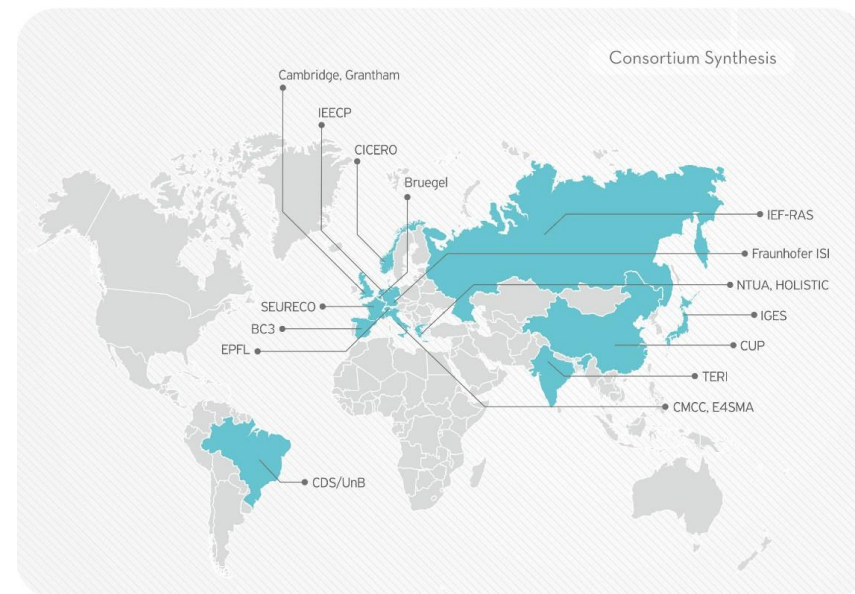 Consortium Synthesis
Cambridge, Grantham
IEECP
CICERO
Bruegel
IEF-RAS
Fraunhofer ISI
NTUA, HOLISTIC
SEURECO
IGES
BC3
CUP
EPFL
TERI
CMCC, E4SMA
CDS/UnB